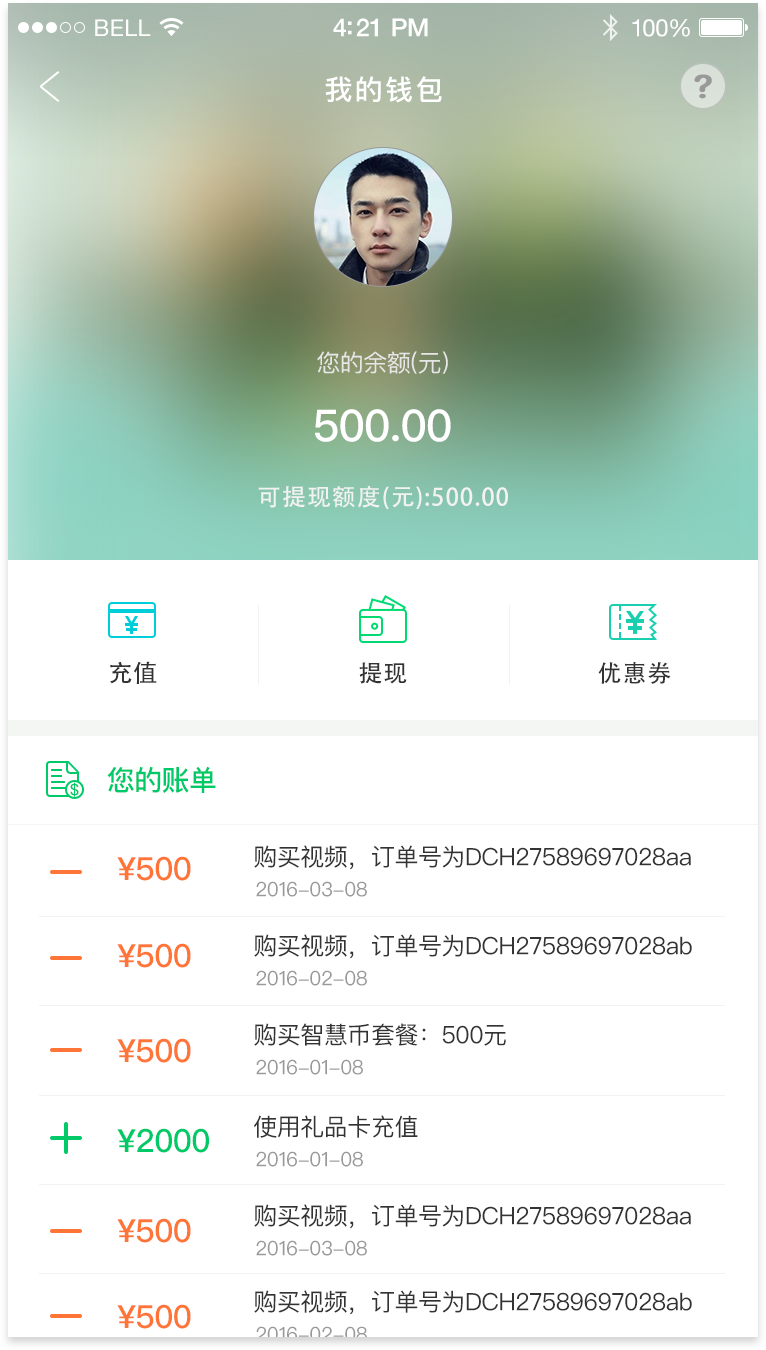 BELL 4:21 PM 100%
我的钱包 ?
您的余额(元)
500.00
可提现额度(元):500.00
充值 提现 优惠券
您的账单
¥500 购买视频，订单号为DCH27589697028aa
2016-03-08
¥500 购买视频，订单号为DCH27589697028ab
2016-02-08
¥500 购买智慧币套餐：500元
2016-01-08
¥2000 使用礼品卡充值
2016-01-08
¥500 购买视频，订单号为DCH27589697028aa
2016-03-08
¥500 购买视频，订单号为DCH27589697028ab
2016-02-08